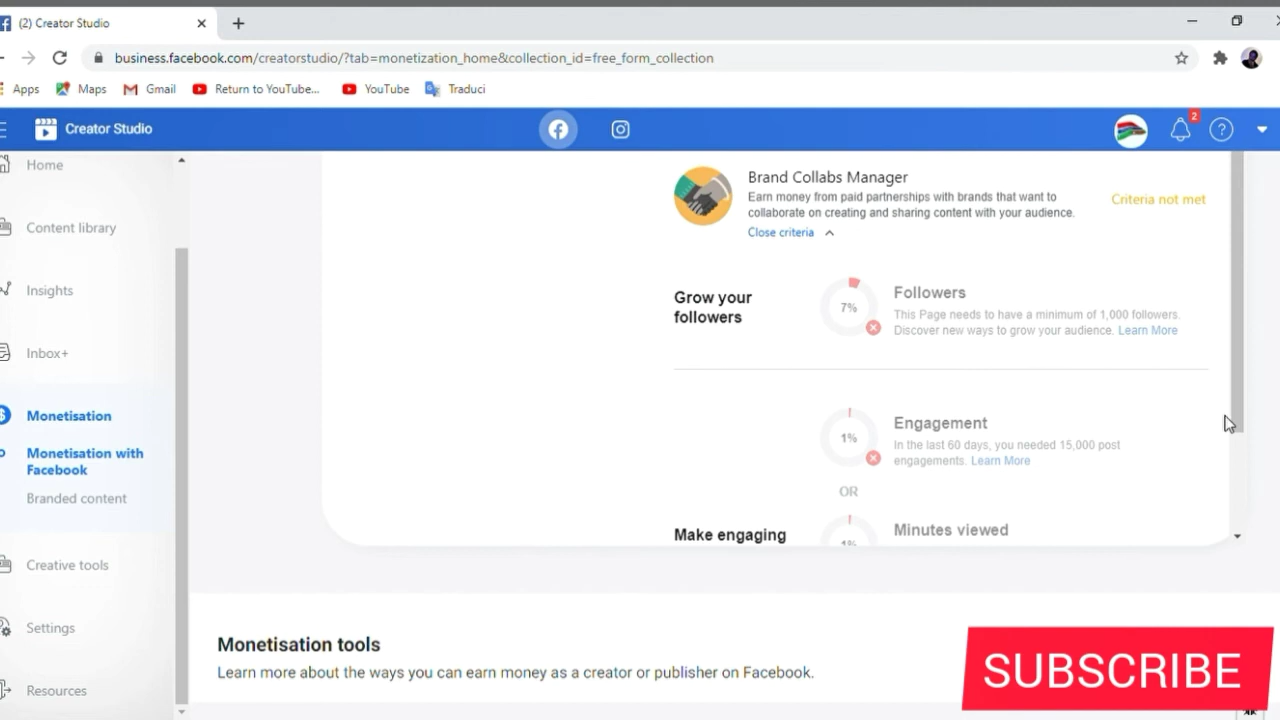 (2) Creator Studio
business.facebook.com/creatorstudio/?tab=monetization_home&collection_id=free_form_collection
Apps Maps Gmail Return to YouTube... YouTube Traduci
Creator Studio
2
Home
Content library
Insights
Inbox+
Monetisation
Monetisation with
Facebook
Branded content
Creative tools
Settings
Resources
Brand Collabs Manager
Earn money from paid partnerships with brands that want to
collaborate on creating and sharing content with your audience.
Criteria not met
Close criteria
Grow your
followers
7%
Followers
This Page needs to have a minimum of 1,000 followers.
Discover new ways to grow your audience. Learn More
1%
Engagement
In the last 60 days, you needed 15,000 post
engagements. Learn More
OR
Make engaging
1%
Minutes viewed
Monetisation tools
Learn more about the ways you can earn money as a creator or publisher on Facebook.
SUBSCRIBE